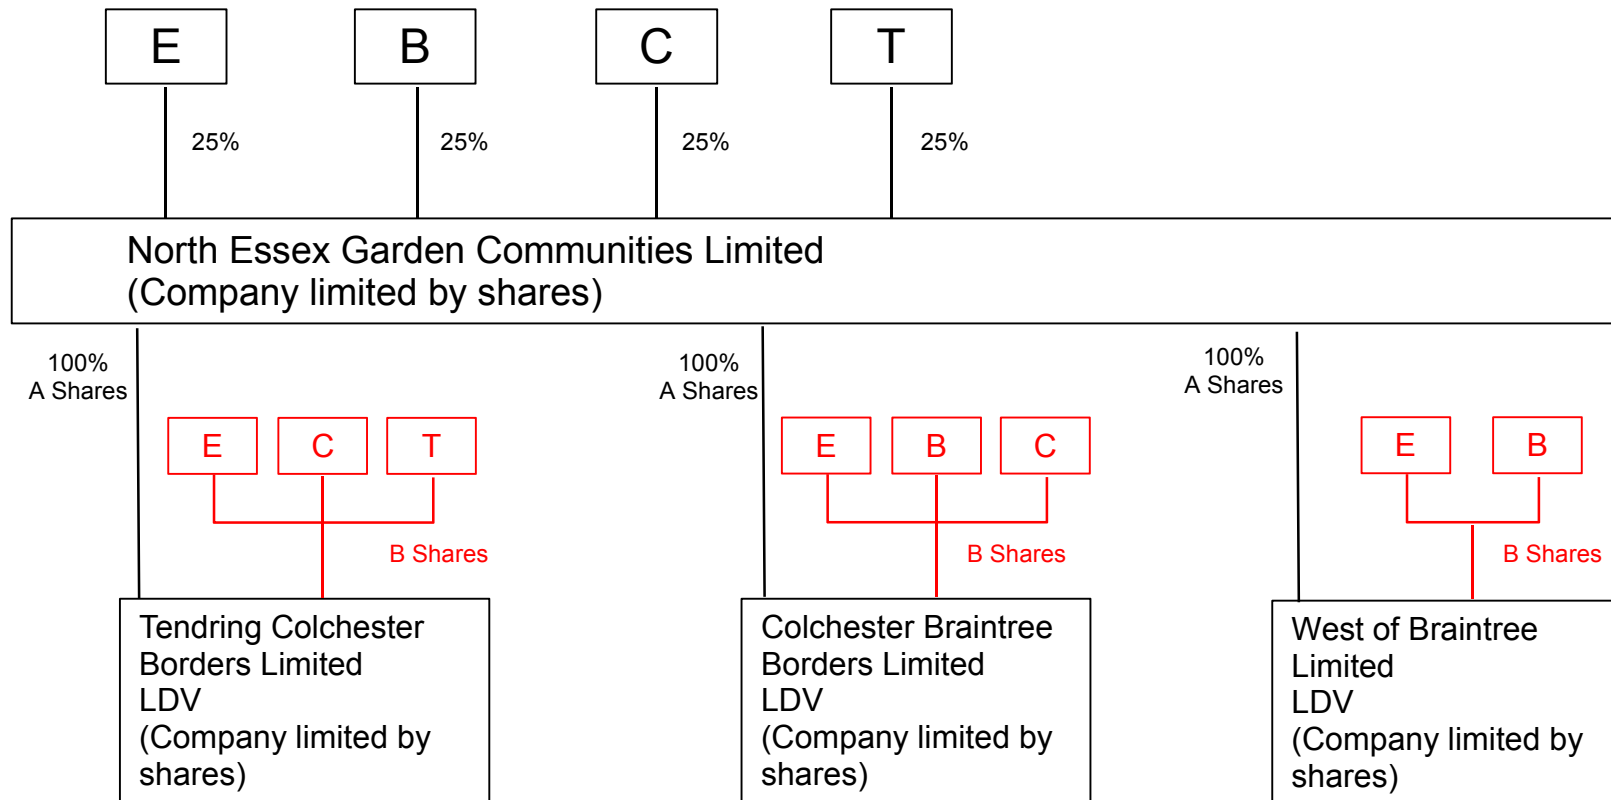 E B C T
25% 25% 25% 25%
North Essex Garden Communities Limited
(Company limited by shares)
100%
A Shares
100%
A Shares
100%
A Shares
E C T
E B C
E B
B Shares
B Shares
B Shares
Tendring Colchester
Borders Limited
LDV
(Company limited by
shares)
Colchester Braintree
Borders Limited
LDV
(Company limited by
shares)
West of Braintree
Limited
LDV
(Company limited by
shares)